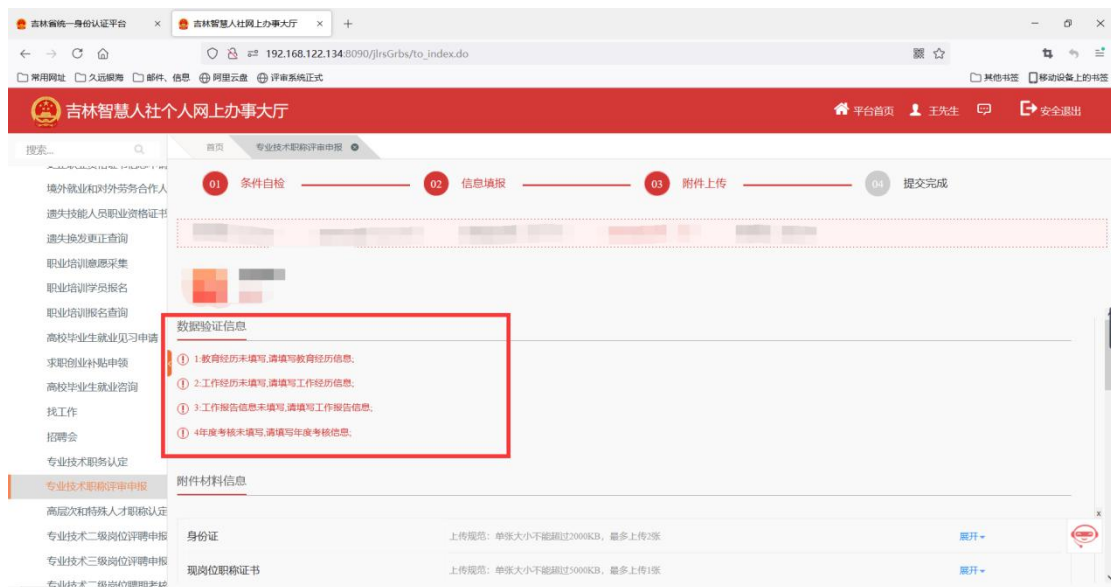 吉林省统一身份认证平台 × 吉林智慧人社网上办事大厅 × +
192.168.122.134:8090/jlrsGrbs/to_index.do
常用网址 久远银海 邮件、信息 阿里云盘 评审系统正式 其他书签 移动设备上的书签
吉林智慧人社个人网上办事大厅 平台首页 王先生 安全退出
搜索... 首页 专业技术职称评审申报
01 条件自检 02 信息填报 03 附件上传 04 提交完成
境外就业和对外劳务合作人
遗失技能人员职业资格证书
遗失换发更正查询
职业培训意愿采集
职业培训学员报名
职业培训报名查询
高校毕业生就业见习申请
求职创业补贴申领
高校毕业生就业咨询
找工作
招聘会
专业技术职务认定
专业技术职称评审申报
高层次和特殊人才职称认定
专业技术二级岗位评聘申报
专业技术三级岗位评聘申报
专业技术二级岗位聘期考核
数据验证信息
1:教育经历未填写,请填写教育经历信息;
2:工作经历未填写,请填写工作经历信息;
3:工作报告信息未填写,请填写工作报告信息;
4年度考核未填写,请填写年度考核信息;
附件材料信息
身份证 上传规范：单张大小不能超过2000KB，最多上传2张 展开
现岗位职称证书 上传规范：单张大小不能超过5000KB，最多上传1张 展开
x